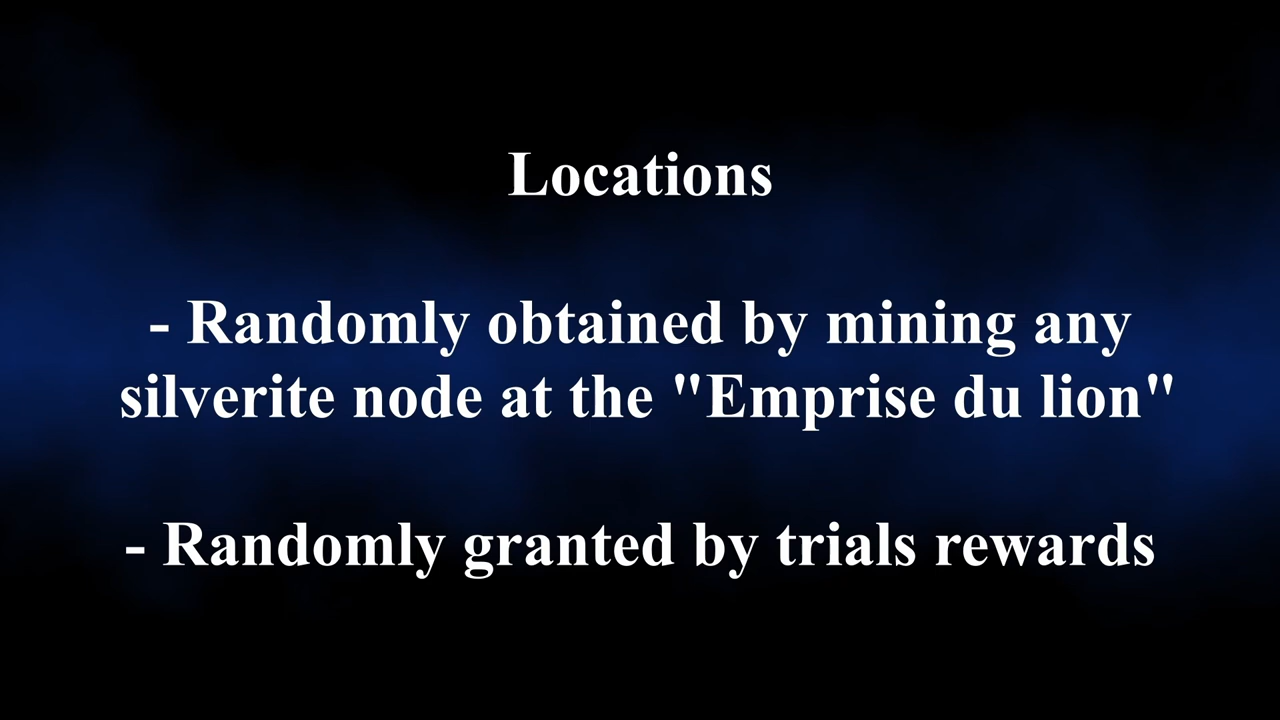 Locations
- Randomly obtained by mining any
silverite node at the "Emprise du lion"
- Randomly granted by trials rewards